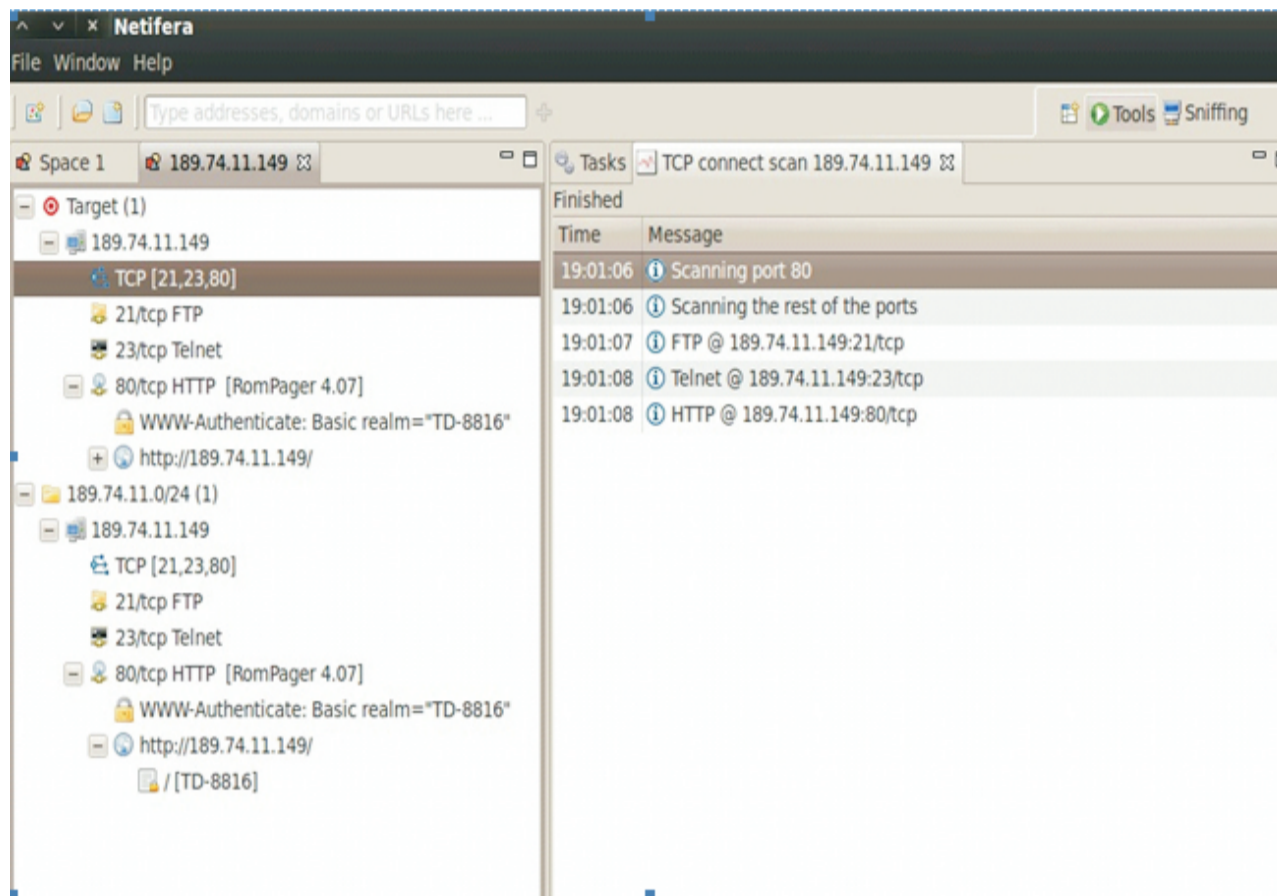 Netifera
File Window Help
Type addresses, domains or URLs here ...
Tools Sniffing
Space 1 189.74.11.149
Target (1)
189.74.11.149
TCP [21,23,80]
21/tcp FTP
23/tcp Telnet
80/tcp HTTP [RomPager 4.07]
WWW-Authenticate: Basic realm="TD-8816"
http://189.74.11.149/
189.74.11.0/24 (1)
189.74.11.149
TCP [21,23,80]
21/tcp FTP
23/tcp Telnet
80/tcp HTTP [RomPager 4.07]
WWW-Authenticate: Basic realm="TD-8816"
http://189.74.11.149/
/ [TD-8816]
Tasks TCP connect scan 189.74.11.149
Finished
Time Message
19:01:06 Scanning port 80
19:01:06 Scanning the rest of the ports
19:01:07 FTP @ 189.74.11.149:21/tcp
19:01:08 Telnet @ 189.74.11.149:23/tcp
19:01:08 HTTP @ 189.74.11.149:80/tcp